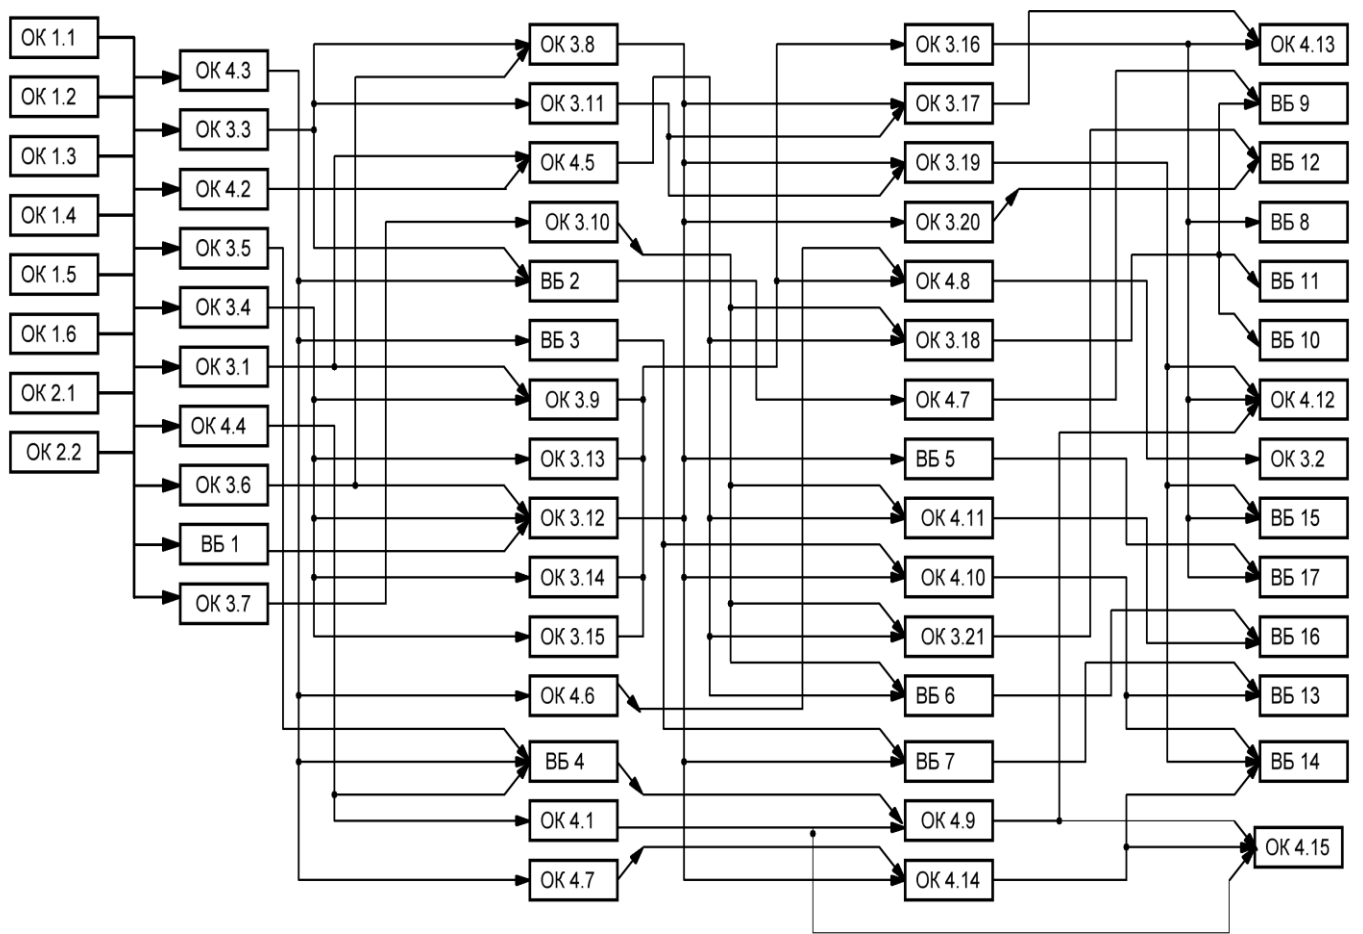 ОК 1.1
ОК 1.2
ОК 1.3
ОК 1.4
ОК 1.5
ОК 1.6
ОК 2.1
ОК 2.2
ОК 4.3
ОК 3.3
ОК 4.2
ОК 3.5
ОК 3.4
ОК 3.1
ОК 4.4
ОК 3.6
ВБ 1
ОК 3.7
ОК 3.8
ОК 3.11
ОК 4.5
ОК 3.10
ВБ 2
ВБ 3
ОК 3.9
ОК 3.13
ОК 3.12
ОК 3.14
ОК 3.15
ОК 4.6
ВБ 4
ОК 4.1
ОК 4.7
ОК 3.16
ОК 3.17
ОК 3.19
ОК 3.20
ОК 4.8
ОК 3.18
ОК 4.7
ВБ 5
ОК 4.11
ОК 4.10
ОК 3.21
ВБ 6
ВБ 7
ОК 4.9
ОК 4.14
ОК 4.13
ВБ 9
ВБ 12
ВБ 8
ВБ 11
ВБ 10
ОК 4.12
ОК 3.2
ВБ 15
ВБ 17
ВБ 16
ВБ 13
ВБ 14
ОК 4.15